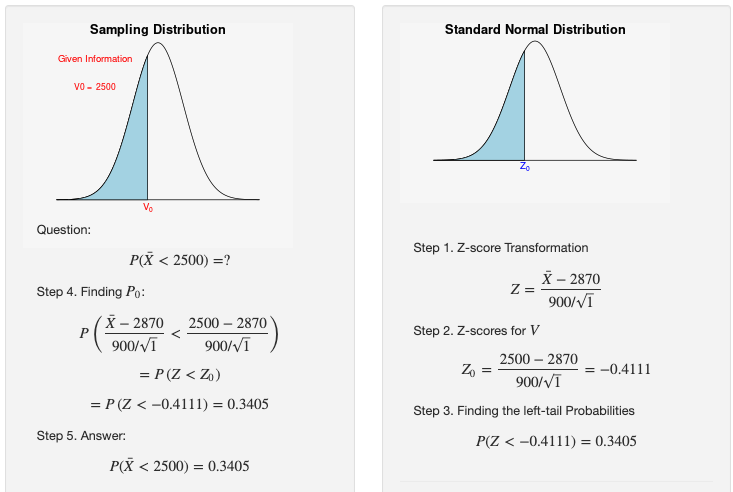 Sampling Distribution
Given Information
V0 = 2500
V₀
Question:
P(X̄ < 2500) =?
Step 4. Finding P₀:
P( (X̄ − 2870)/(900/√1) < (2500 − 2870)/(900/√1) )
= P(Z < Z₀)
= P(Z < −0.4111) = 0.3405
Step 5. Answer:
P(X̄ < 2500) = 0.3405
Standard Normal Distribution
Z₀
Step 1. Z-score Transformation
Z = (X̄ − 2870)/(900/√1)
Step 2. Z-scores for V
Z₀ = (2500 − 2870)/(900/√1) = −0.4111
Step 3. Finding the left-tail Probabilities
P(Z < −0.4111) = 0.3405